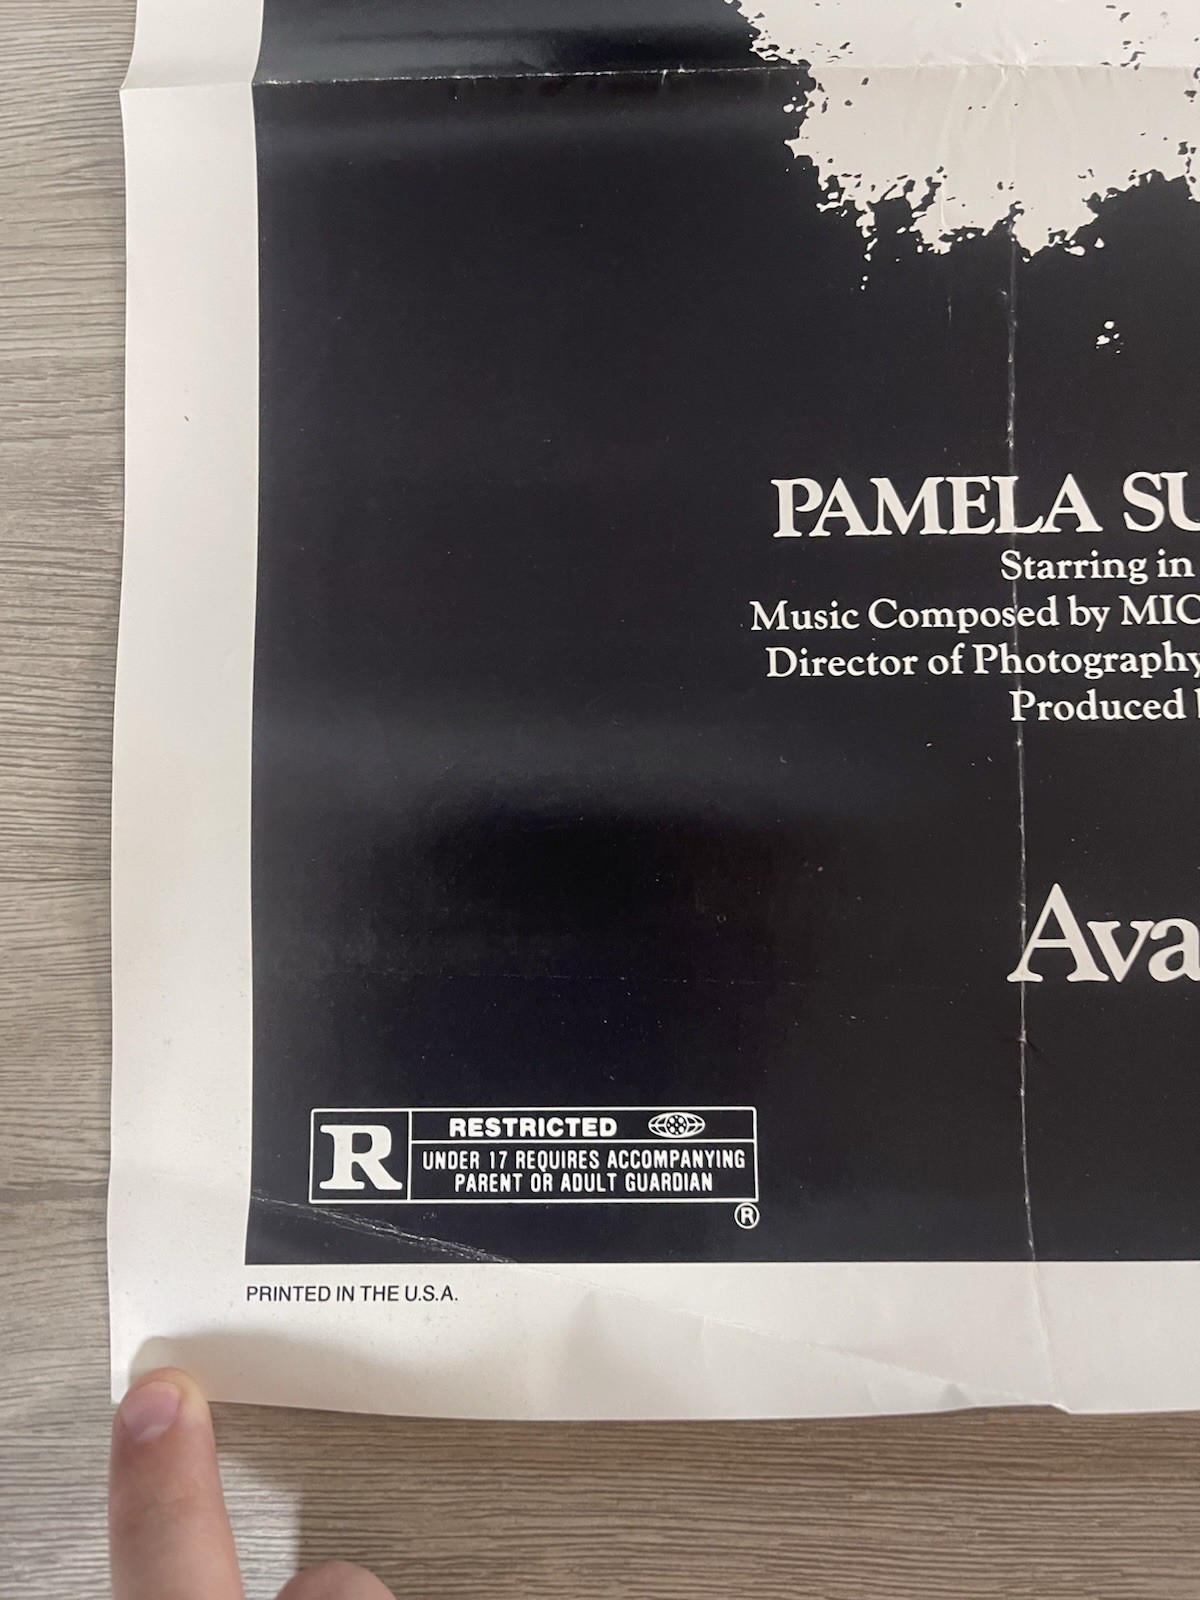 PAMELA SU
Starring in
Music Composed by MIC
Director of Photography
Produced
Ava
R
RESTRICTED
UNDER 17 REQUIRES ACCOMPANYING
PARENT OR ADULT GUARDIAN
®
PRINTED IN THE U.S.A.